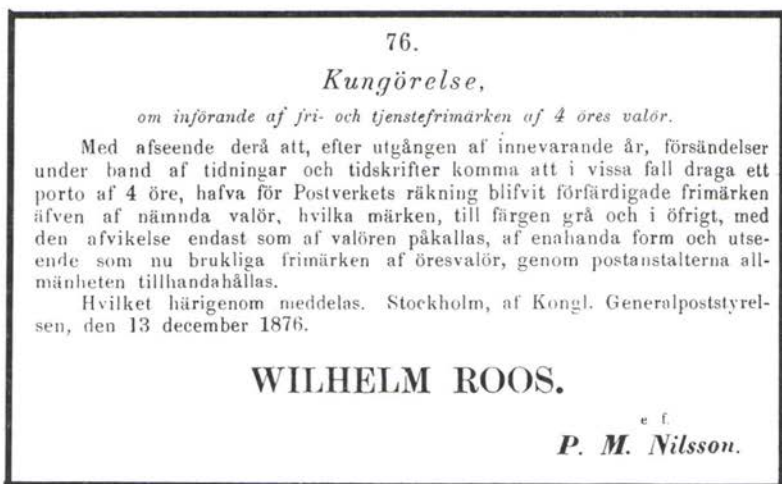 76.
Kungörelse,
om införande af fri- och tjenstefrimärken af 4 öres valör.
Med afseende derå att, efter utgången af innevarande år, försändelser
under band af tidningar och tidskrifter komma att i vissa fall draga ett
porto af 4 öre, hafva för Postverkets räkning blifvit förfärdigade frimärken
äfven af nämnda valör, hvilka märken, till färgen grå och i öfrigt, med
den afvikelse endast som af valören påkallas, af enahanda form och utse-
ende som nu brukliga frimärken af öresvalör, genom postanstalterna all-
mänheten tillhandahållas.
Hvilket härigenom meddelas. Stockholm, af Kongl. Generalpoststyrel-
sen, den 13 december 1876.
WILHELM ROOS.
e f.
P. M. Nilsson.